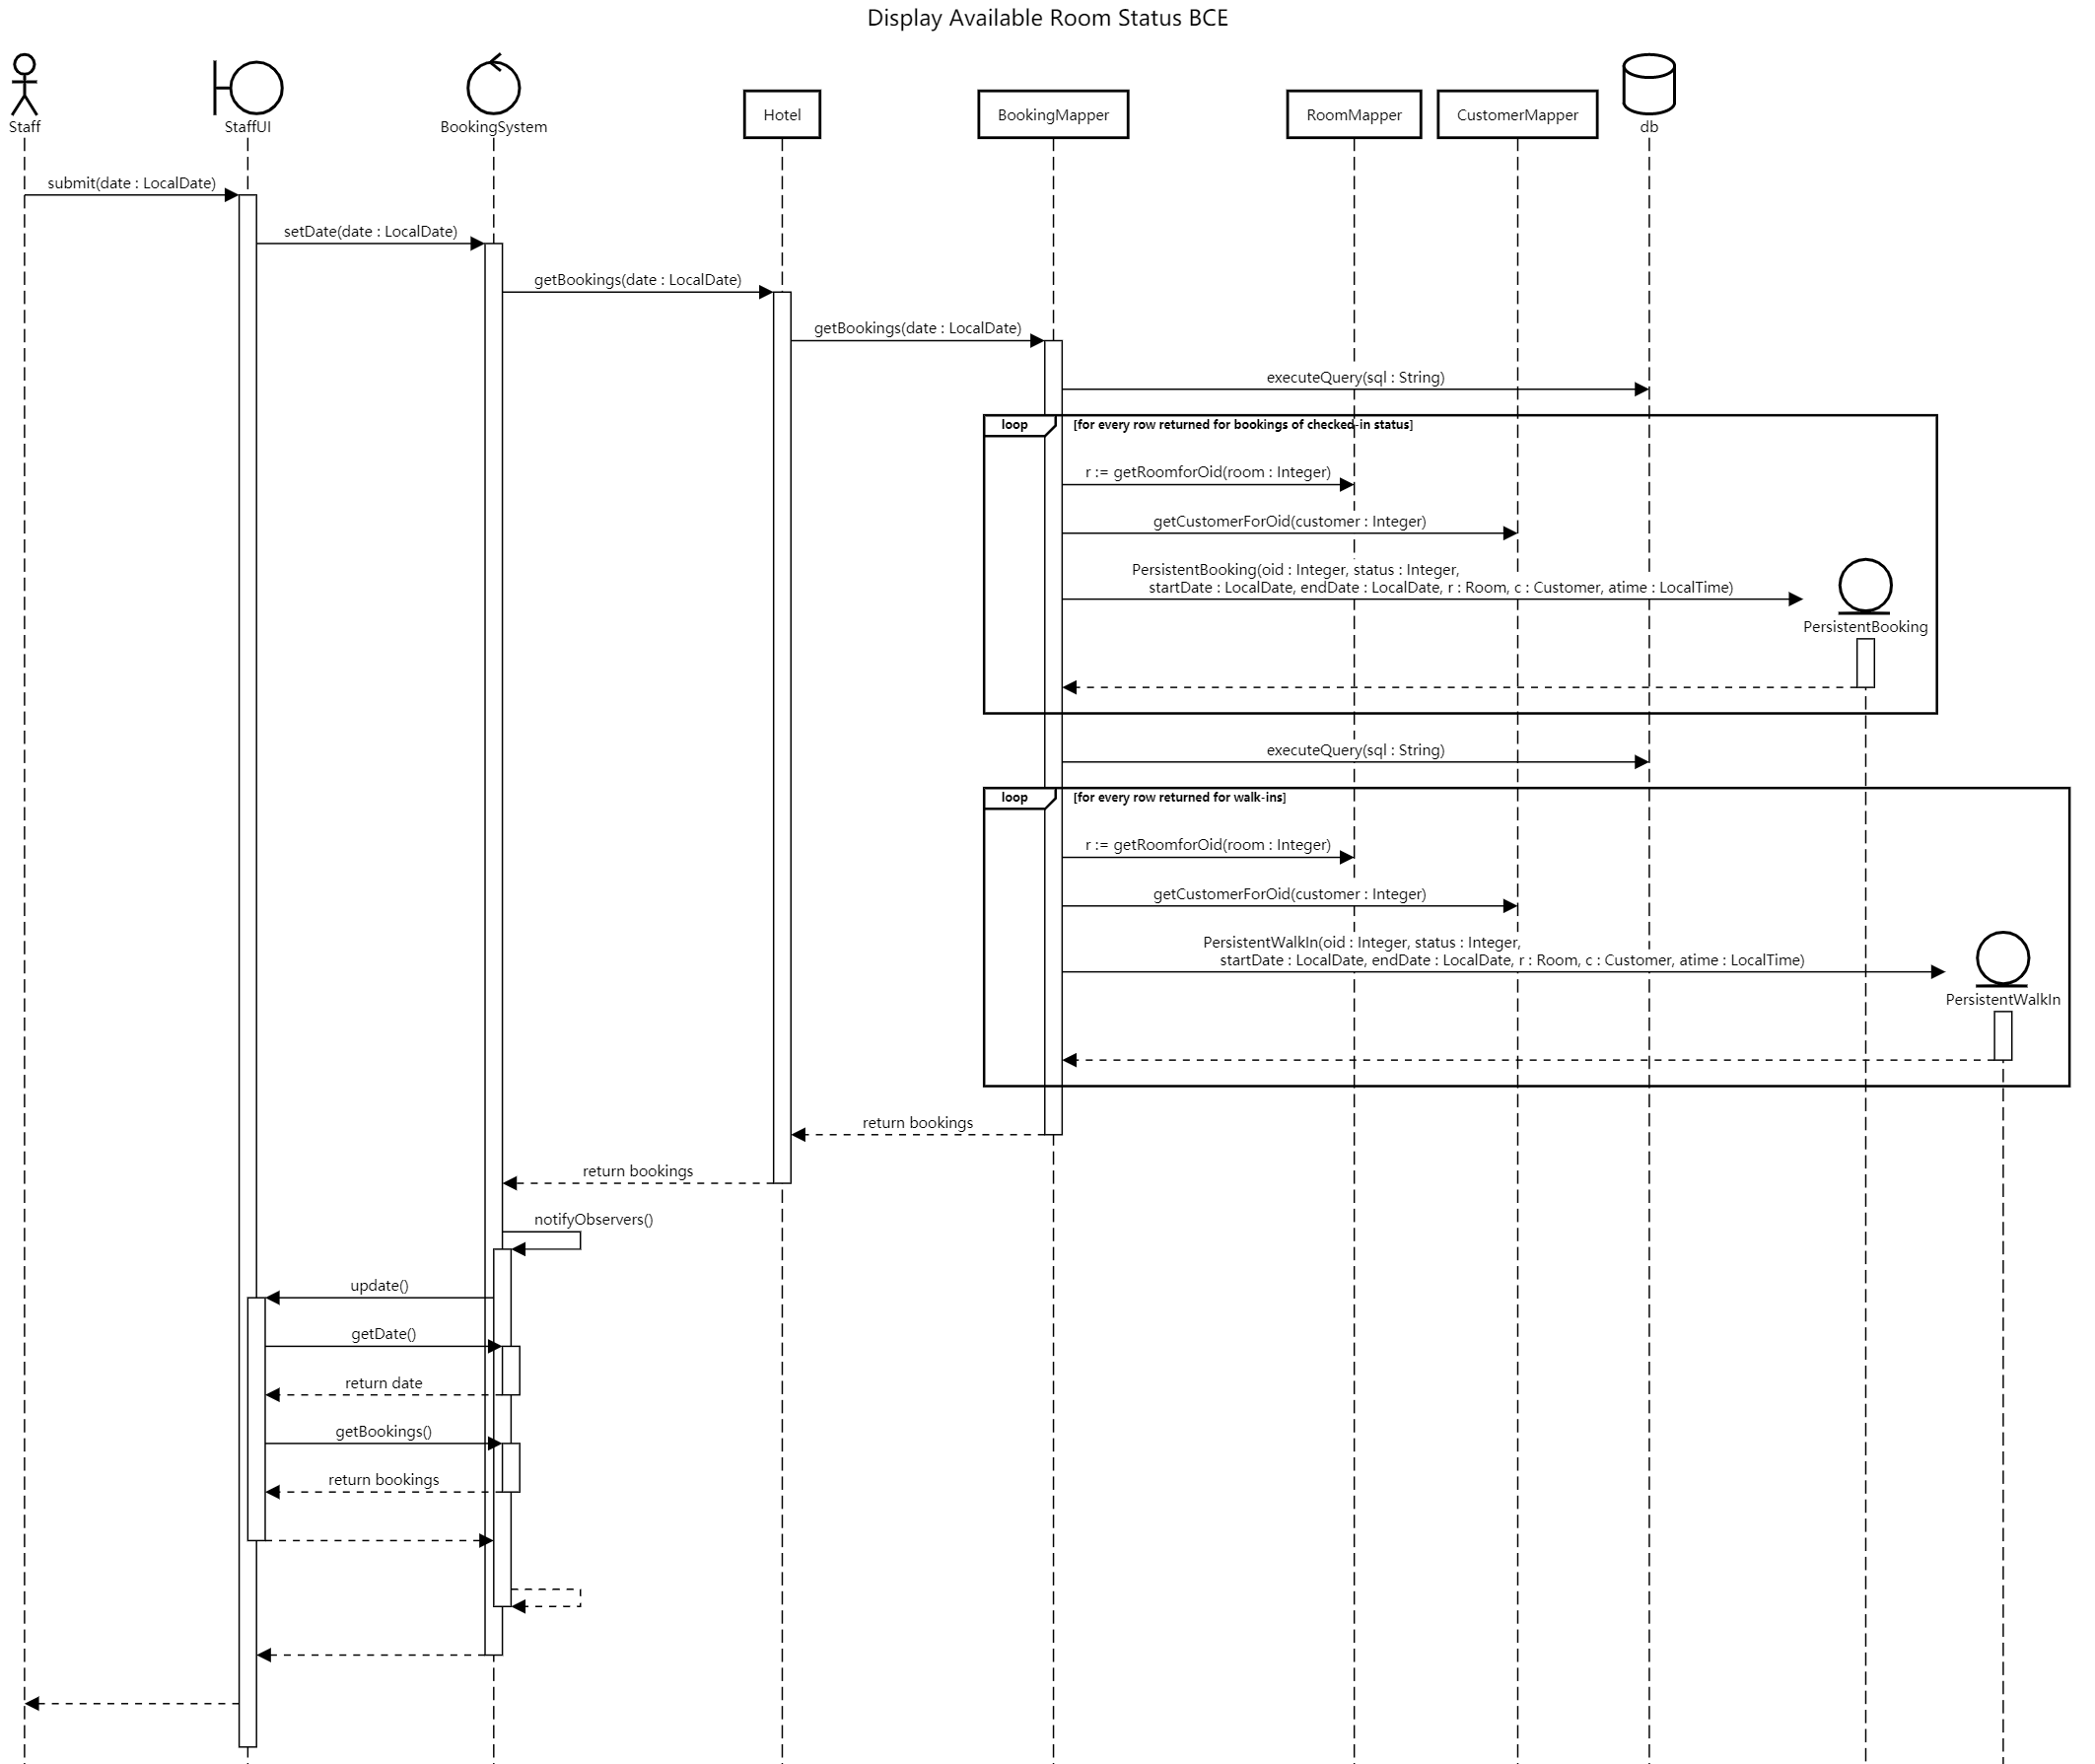 Display Available Room Status BCE
Staff
StaffUI
BookingSystem
Hotel
BookingMapper
RoomMapper
CustomerMapper
db
submit(date : LocalDate)
setDate(date : LocalDate)
getBookings(date : LocalDate)
getBookings(date : LocalDate)
executeQuery(sql : String)
loop
[for every row returned for bookings of checked-in status]
r := getRoomforOid(room : Integer)
getCustomerForOid(customer : Integer)
PersistentBooking(oid : Integer, status : Integer,
startDate : LocalDate, endDate : LocalDate, r : Room, c : Customer, atime : LocalTime)
PersistentBooking
executeQuery(sql : String)
loop
[for every row returned for walk-ins]
r := getRoomforOid(room : Integer)
getCustomerForOid(customer : Integer)
PersistentWalkIn(oid : Integer, status : Integer,
startDate : LocalDate, endDate : LocalDate, r : Room, c : Customer, atime : LocalTime)
PersistentWalkIn
return bookings
return bookings
notifyObservers()
update()
getDate()
return date
getBookings()
return bookings